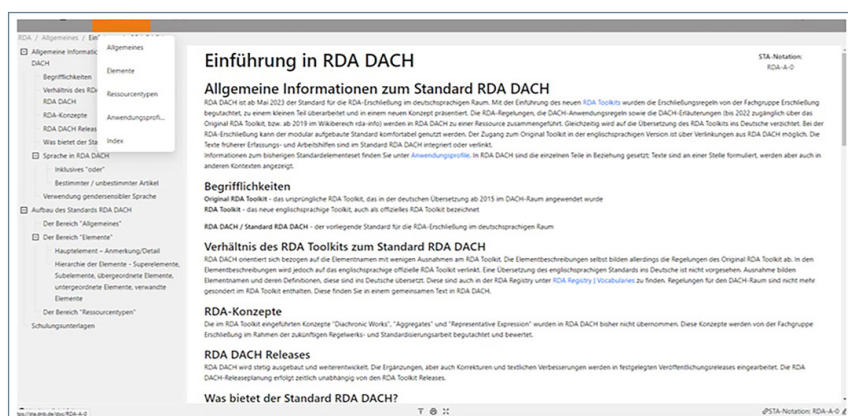 RDA / Allgemeines /
Allgemeines
Elemente
Ressourcentypen
Anwendungsprofi...
Index
DACH
Begrifflichkeiten
RDA DACH
RDA-Konzepte
Sprache in RDA DACH
Inklusives "oder"
Bestimmter / unbestimmter Artikel
Verwendung gendersensibler Sprache
Aufbau des Standards RDA DACH
Der Bereich "Allgemeines"
Der Bereich "Elemente"
Hauptelement – Anmerkung/Detail
Hierarchie der Elemente - Superelemente,
Subelemente, übergeordnete Elemente,
untergeordnete Elemente, verwandte
Elemente
Der Bereich "Ressourcentypen"
Schulungsunterlagen
Einführung in RDA DACH
STA-Notation:
RDA-A-0
Allgemeine Informationen zum Standard RDA DACH
RDA DACH ist ab Mai 2023 der Standard für die RDA-Erschließung im deutschsprachigen Raum. Mit der Einführung des neuen RDA Toolkits wurden die Erschließungsregeln von der Fachgruppe Erschließung
begutachtet, zu einem kleinen Teil überarbeitet und in einem neuen Konzept präsentiert. Die RDA-Regelungen, die DACH-Anwendungsregeln sowie die DACH-Erläuterungen (bis 2022 zugänglich über das
Original RDA Toolkit, bzw. ab 2019 im Wikibereich rda-info) werden in RDA DACH zu einer Ressource zusammengeführt. Gleichzeitig wird auf die Übersetzung des RDA Toolkits ins Deutsche verzichtet. Bei der
RDA-Erschließung kann der modular aufgebaute Standard komfortabel genutzt werden. Der Zugang zum Original Toolkit in der englischsprachigen Version ist über Verlinkungen aus RDA DACH möglich. Die
Texte früherer Erfassungs- und Arbeitshilfen sind im Standard RDA DACH integriert oder verlinkt.
Informationen zum bisherigen Standardelementeset finden Sie unter Anwendungsprofile. In RDA DACH sind die einzelnen Teile in Beziehung gesetzt; Texte sind an einer Stelle formuliert, werden aber auch in
anderen Kontexten angezeigt.
Begrifflichkeiten
Original RDA Toolkit - das ursprüngliche RDA Toolkit, das in der deutschen Übersetzung ab 2015 im DACH-Raum angewendet wurde
RDA Toolkit - das neue englischsprachige Toolkit, auch als offizielles RDA Toolkit bezeichnet
RDA DACH / Standard RDA DACH - der vorliegende Standard für die RDA-Erschließung im deutschsprachigen Raum
Verhältnis des RDA Toolkits zum Standard RDA DACH
RDA DACH orientiert sich bezogen auf die Elementnamen mit wenigen Ausnahmen am RDA Toolkit. Die Elementbeschreibungen selbst bilden allerdings die Regelungen des Original RDA Toolkit ab. In den
Elementbeschreibungen wird jedoch auf das englischsprachige offizielle RDA Toolkit verlinkt. Eine Übersetzung des englischsprachigen Standards ins Deutsche ist nicht vorgesehen. Ausnahme bilden
Elementnamen und deren Definitionen, diese sind ins Deutsche übersetzt. Diese sind auch in der RDA Registry unter RDA Registry | Vocabularies zu finden. Regelungen für den DACH-Raum sind nicht mehr
gesondert im RDA Toolkit enthalten. Diese finden Sie in einem gemeinsamen Text in RDA DACH.
RDA-Konzepte
Die im RDA Toolkit eingeführten Konzepte "Diachronic Works", "Aggregates" und "Representative Expression" wurden in RDA DACH bisher nicht übernommen. Diese Konzepte werden von der Fachgruppe
Erschließung im Rahmen der zukünftigen Regelwerks- und Standardisierungsarbeit begutachtet und bewertet.
RDA DACH Releases
RDA DACH wird stetig ausgebaut und weiterentwickelt. Die Ergänzungen, aber auch Korrekturen und textlichen Verbesserungen werden in festgelegten Veröffentlichungsreleases eingearbeitet. Die RDA
DACH-Releaseplanung erfolgt zeitlich unabhängig von den RDA Toolkit Releases.
Was bietet der Standard RDA DACH?
STA-Notation: RDA-A-0